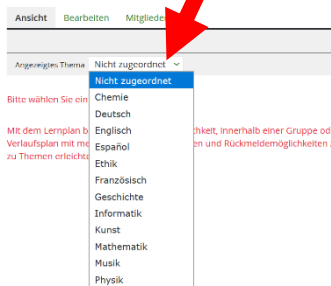 Ansicht Bearbeiten Mitglieder
Angezeigtes Thema Nicht zugeordnet
Nicht zugeordnet
Bitte wählen Sie ein
Chemie
Deutsch
Mit dem Lernplan b Englisch chkeit, innerhalb einer Gruppe od
Verlaufsplan mit me Español en und Rückmeldemöglichkeiten
zu Themen erleichte Ethik
Französisch
Geschichte
Informatik
Kunst
Mathematik
Musik
Physik